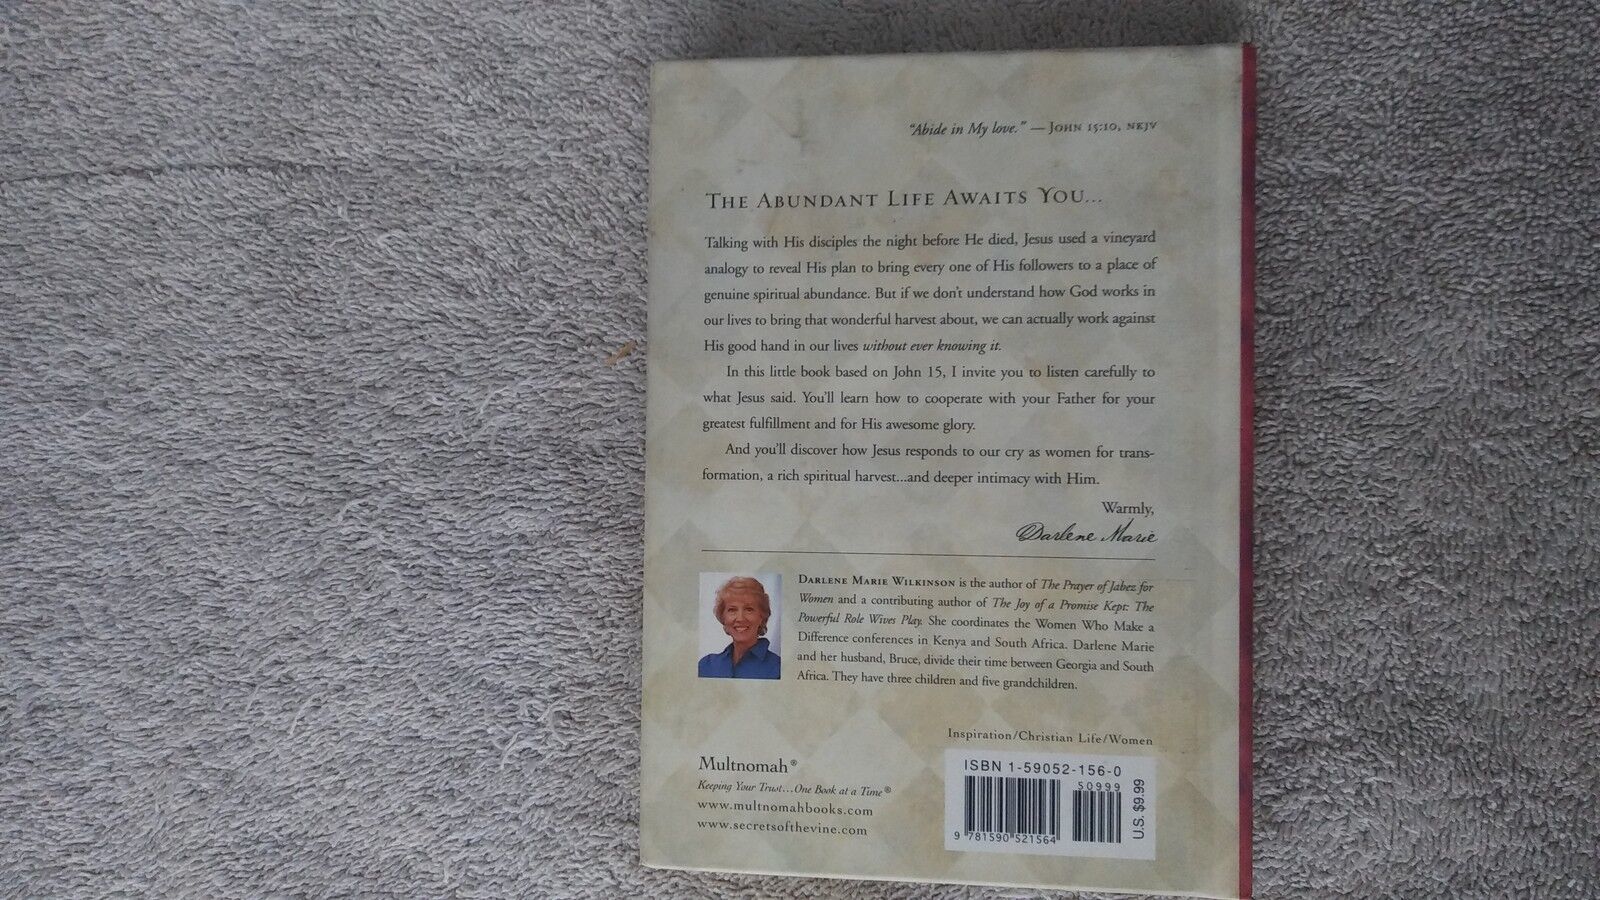 "Abide in My love." — John 15:10, NKJV
The Abundant Life Awaits You...
Talking with His disciples the night before He died, Jesus used a vineyard
analogy to reveal His plan to bring every one of His followers to a place of
genuine spiritual abundance. But if we don't understand how God works in
our lives to bring that wonderful harvest about, we can actually work against
His good hand in our lives without ever knowing it.
In this little book based on John 15, I invite you to listen carefully to
what Jesus said. You'll learn how to cooperate with your Father for your
greatest fulfillment and for His awesome glory.
And you'll discover how Jesus responds to our cry as women for trans-
formation, a rich spiritual harvest...and deeper intimacy with Him.
Warmly,
Darlene Marie
Darlene Marie Wilkinson is the author of The Prayer of Jabez for
Women and a contributing author of The Joy of a Promise Kept: The
Powerful Role Wives Play. She coordinates the Women Who Make a
Difference conferences in Kenya and South Africa. Darlene Marie
and her husband, Bruce, divide their time between Georgia and South
Africa. They have three children and five grandchildren.
Inspiration/Christian Life/Women
Multnomah®
Keeping Your Trust...One Book at a Time®
www.multnomahbooks.com
www.secretsofthevine.com
ISBN 1-59052-156-0
50999
9 781590 521564
U.S. $9.99